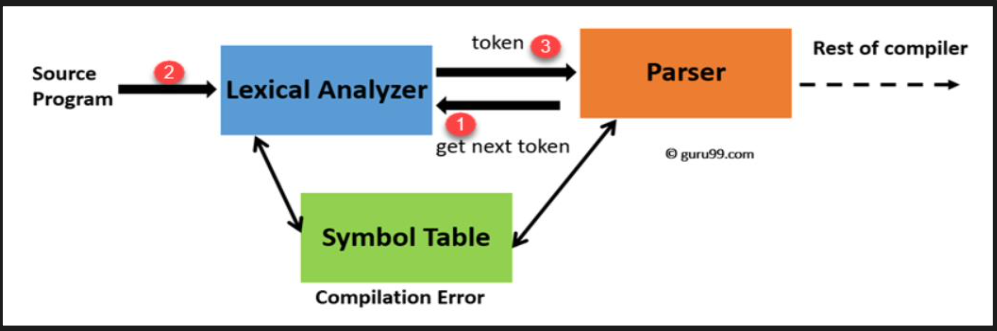 token 3
Rest of compiler
Source
Program
2
Lexical Analyzer
Parser
1
get next token
© guru99.com
Symbol Table
Compilation Error